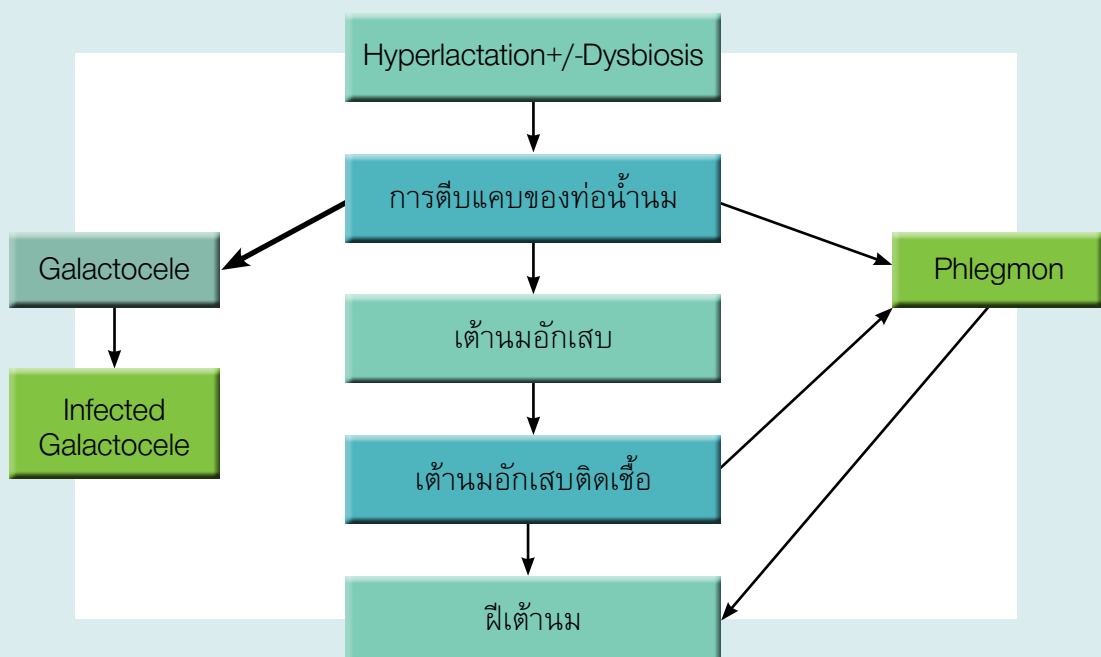 Hyperlactation+/-Dysbiosis
การตีบแคบของท่อน้ำนม
Galactocele
Phlegmon
เต้านมอักเสบ
Infected
Galactocele
เต้านมอักเสบติดเชื้อ
ฝีเต้านม